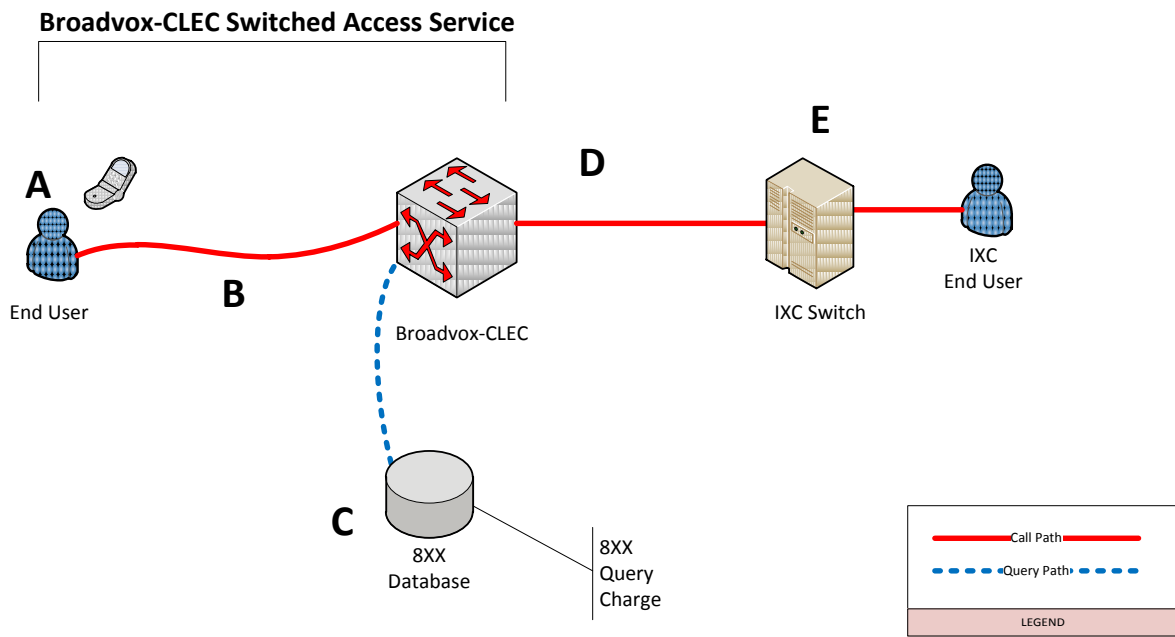 Broadvox-CLEC Switched Access Service
A
B
C
D
E
End User
Broadvox-CLEC
IXC Switch
IXC
End User
8XX
Database
8XX
Query
Charge
Call Path
Query Path
LEGEND